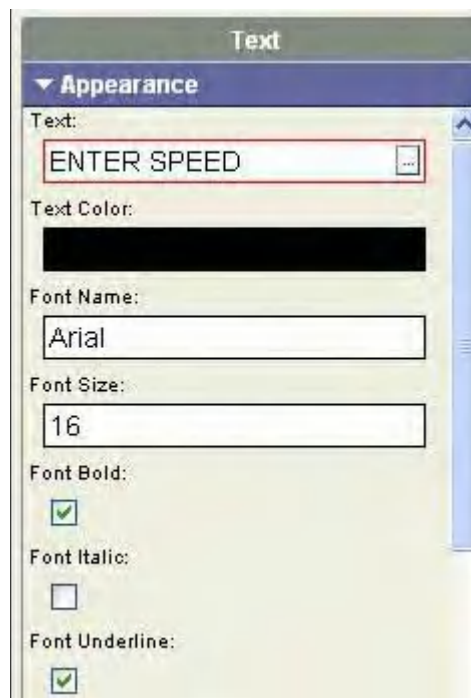 Text
Appearance
Text:
ENTER SPEED
...
Text Color:
Font Name:
Arial
Font Size:
16
Font Bold:
Font Italic:
Font Underline: